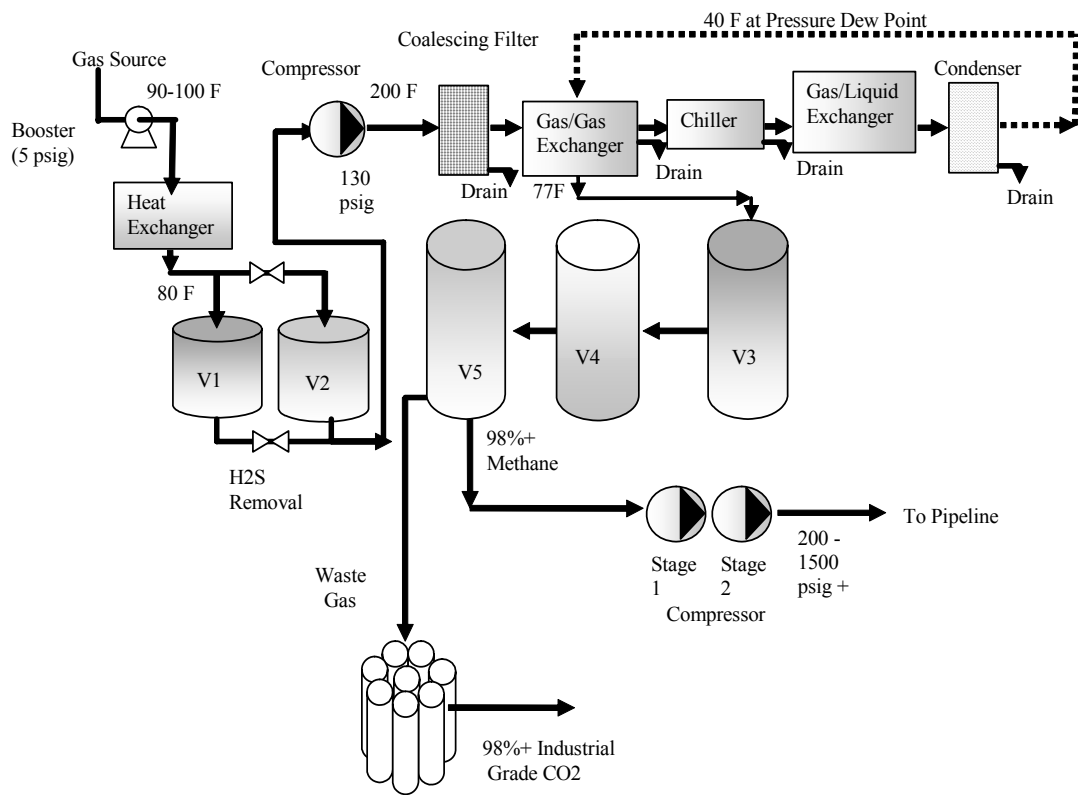 40 F at Pressure Dew Point
Gas Source
Coalescing Filter
Compressor
Condenser
90-100 F
200 F
Gas/Liquid
Exchanger
Booster
(5 psig)
Gas/Gas
Exchanger
Chiller
130
psig
Drain
Drain
Drain
Drain
77F
Heat
Exchanger
80 F
V1
V2
V5
V4
V3
H2S
Removal
98%+
Methane
To Pipeline
Stage
1
Stage
2
200 -
1500
psig +
Compressor
Waste
Gas
98%+ Industrial
Grade CO2